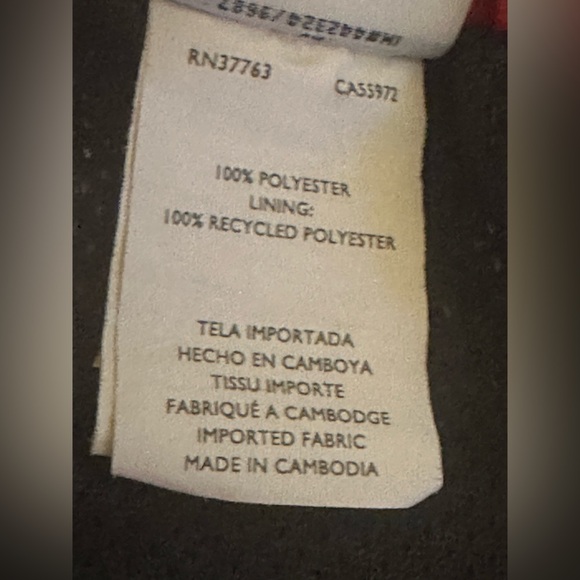 RN37763 CA55972
100% POLYESTER
LINING:
100% RECYCLED POLYESTER
TELA IMPORTADA
HECHO EN CAMBOYA
TISSU IMPORTE
FABRIQUÉ A CAMBODGE
IMPORTED FABRIC
MADE IN CAMBODIA